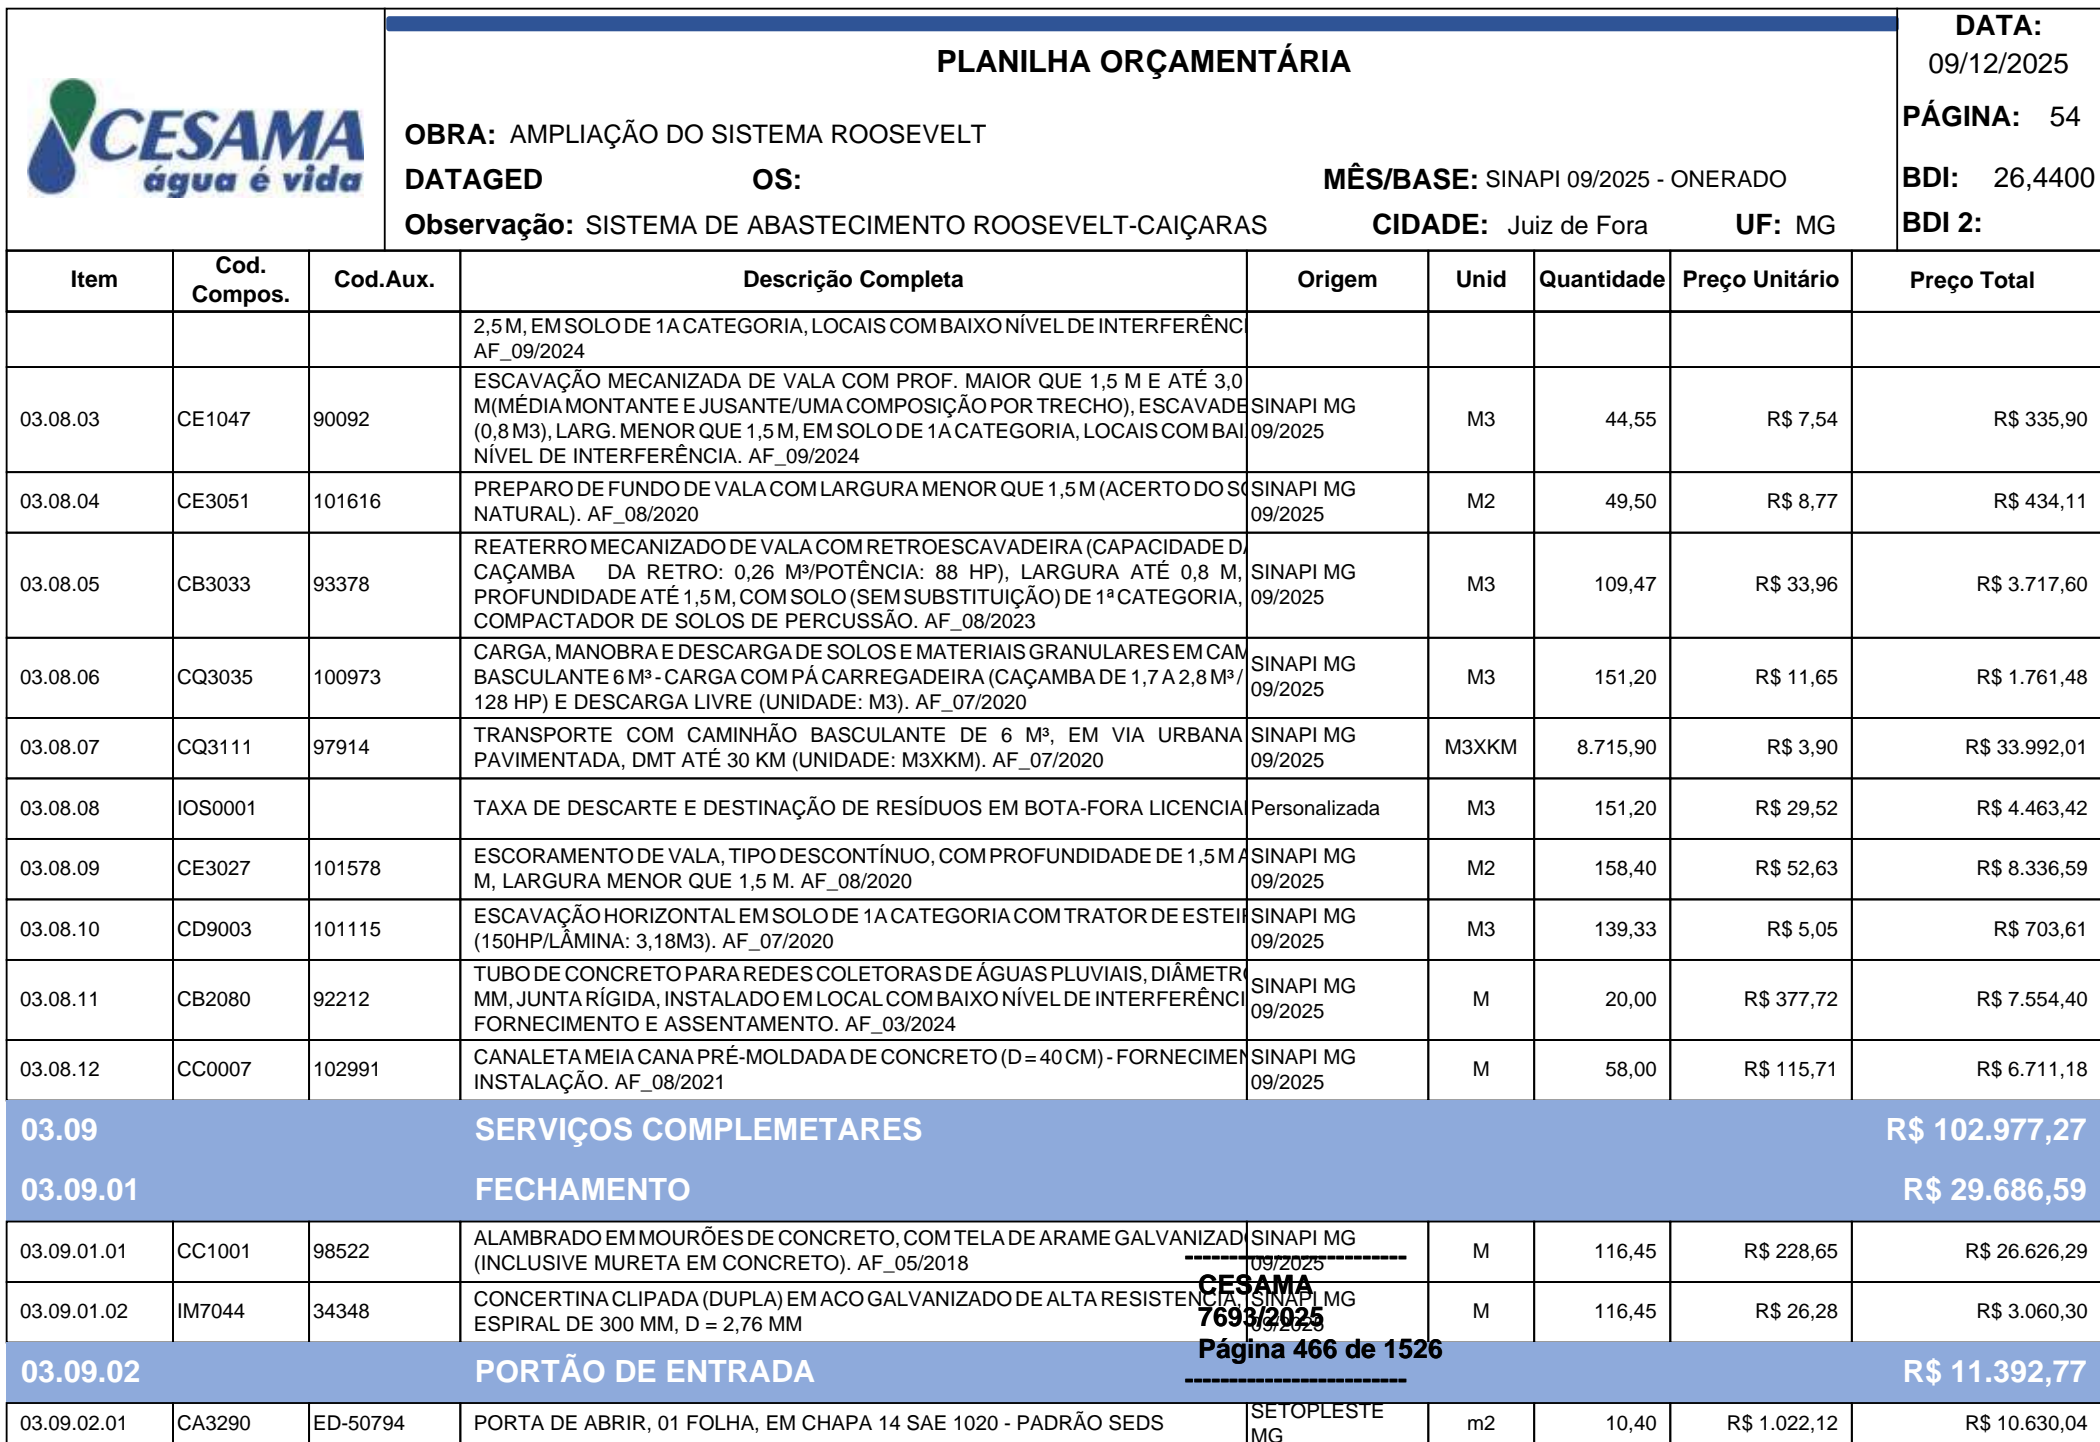 CESAMA
água é vida
PLANILHA ORÇAMENTÁRIA
OBRA: AMPLIAÇÃO DO SISTEMA ROOSEVELT
DATAGED OS: MÊS/BASE: SINAPI 09/2025 - ONERADO
Observação: SISTEMA DE ABASTECIMENTO ROOSEVELT-CAIÇARAS CIDADE: Juiz de Fora UF: MG
DATA:
09/12/2025
PÁGINA: 54
BDI: 26,4400
BDI 2:
Item Cod. Compos. Cod.Aux. Descrição Completa Origem Unid Quantidade Preço Unitário Preço Total
2,5 M, EM SOLO DE 1A CATEGORIA, LOCAIS COM BAIXO NÍVEL DE INTERFERÊNCI
AF_09/2024
03.08.03 CE1047 90092
ESCAVAÇÃO MECANIZADA DE VALA COM PROF. MAIOR QUE 1,5 M E ATÉ 3,0
M(MÉDIA MONTANTE E JUSANTE/UMA COMPOSIÇÃO POR TRECHO), ESCAVADE
(0,8 M3), LARG. MENOR QUE 1,5 M, EM SOLO DE 1A CATEGORIA, LOCAIS COM BAI
NÍVEL DE INTERFERÊNCIA. AF_09/2024
SINAPI MG
09/2025
M3 44,55 R$ 7,54 R$ 335,90
03.08.04 CE3051 101616
PREPARO DE FUNDO DE VALA COM LARGURA MENOR QUE 1,5 M (ACERTO DO SO
NATURAL). AF_08/2020
SINAPI MG
09/2025
M2 49,50 R$ 8,77 R$ 434,11
03.08.05 CB3033 93378
REATERRO MECANIZADO DE VALA COM RETROESCAVADEIRA (CAPACIDADE DA
CAÇAMBA DA RETRO: 0,26 M³/POTÊNCIA: 88 HP), LARGURA ATÉ 0,8 M,
PROFUNDIDADE ATÉ 1,5 M, COM SOLO (SEM SUBSTITUIÇÃO) DE 1ª CATEGORIA,
COMPACTADOR DE SOLOS DE PERCUSSÃO. AF_08/2023
SINAPI MG
09/2025
M3 109,47 R$ 33,96 R$ 3.717,60
03.08.06 CQ3035 100973
CARGA, MANOBRA E DESCARGA DE SOLOS E MATERIAIS GRANULARES EM CAM
BASCULANTE 6 M³ - CARGA COM PÁ CARREGADEIRA (CAÇAMBA DE 1,7 A 2,8 M³ /
128 HP) E DESCARGA LIVRE (UNIDADE: M3). AF_07/2020
SINAPI MG
09/2025
M3 151,20 R$ 11,65 R$ 1.761,48
03.08.07 CQ3111 97914
TRANSPORTE COM CAMINHÃO BASCULANTE DE 6 M³, EM VIA URBANA
PAVIMENTADA, DMT ATÉ 30 KM (UNIDADE: M3XKM). AF_07/2020
SINAPI MG
09/2025
M3XKM 8.715,90 R$ 3,90 R$ 33.992,01
03.08.08 IOS0001
TAXA DE DESCARTE E DESTINAÇÃO DE RESÍDUOS EM BOTA-FORA LICENCIA
Personalizada
M3 151,20 R$ 29,52 R$ 4.463,42
03.08.09 CE3027 101578
ESCORAMENTO DE VALA, TIPO DESCONTÍNUO, COM PROFUNDIDADE DE 1,5 M A
M, LARGURA MENOR QUE 1,5 M. AF_08/2020
SINAPI MG
09/2025
M2 158,40 R$ 52,63 R$ 8.336,59
03.08.10 CD9003 101115
ESCAVAÇÃO HORIZONTAL EM SOLO DE 1A CATEGORIA COM TRATOR DE ESTEI
(150HP/LÂMINA: 3,18M3). AF_07/2020
SINAPI MG
09/2025
M3 139,33 R$ 5,05 R$ 703,61
03.08.11 CB2080 92212
TUBO DE CONCRETO PARA REDES COLETORAS DE ÁGUAS PLUVIAIS, DIÂMETRO
MM, JUNTA RÍGIDA, INSTALADO EM LOCAL COM BAIXO NÍVEL DE INTERFERÊNCI
FORNECIMENTO E ASSENTAMENTO. AF_03/2024
SINAPI MG
09/2025
M 20,00 R$ 377,72 R$ 7.554,40
03.08.12 CC0007 102991
CANALETA MEIA CANA PRÉ-MOLDADA DE CONCRETO (D = 40 CM) - FORNECIMEN
INSTALAÇÃO. AF_08/2021
SINAPI MG
09/2025
M 58,00 R$ 115,71 R$ 6.711,18
03.09 SERVIÇOS COMPLEMETARES R$ 102.977,27
03.09.01 FECHAMENTO R$ 29.686,59
03.09.01.01 CC1001 98522
ALAMBRADO EM MOURÕES DE CONCRETO, COM TELA DE ARAME GALVANIZAD
(INCLUSIVE MURETA EM CONCRETO). AF_05/2018
SINAPI MG
09/2025
M 116,45 R$ 228,65 R$ 26.626,29
03.09.01.02 IM7044 34348
CONCERTINA CLIPADA (DUPLA) EM ACO GALVANIZADO DE ALTA RESISTENCIA,
ESPIRAL DE 300 MM, D = 2,76 MM
SINAPI MG
09/2025
M 116,45 R$ 26,28 R$ 3.060,30
-------------------------
CESAMA
7693/2025
Página 466 de 1526
-------------------------
03.09.02 PORTÃO DE ENTRADA R$ 11.392,77
03.09.02.01 CA3290 ED-50794
PORTA DE ABRIR, 01 FOLHA, EM CHAPA 14 SAE 1020 - PADRÃO SEDS
SETOPLESTE
MG
m2 10,40 R$ 1.022,12 R$ 10.630,04